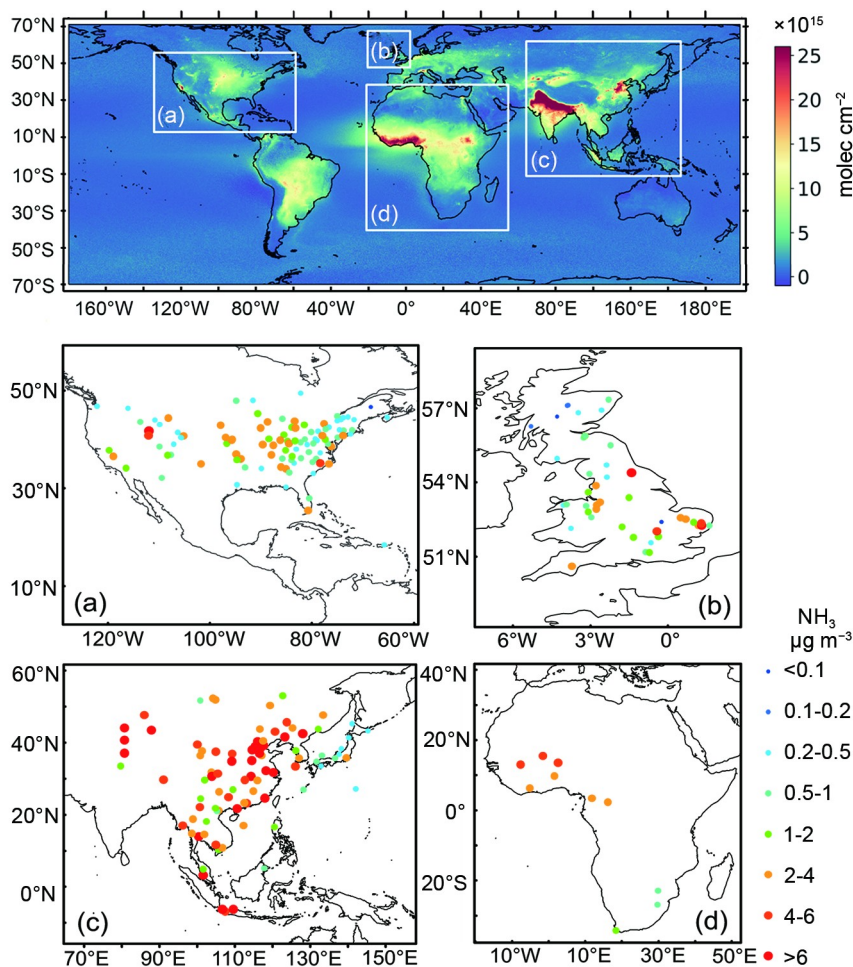 ×10¹⁵
70°N
50°N
30°N
10°N
10°S
30°S
50°S
70°S
(a)
(b)
(c)
(d)
25
20
15
10
5
0
molec cm⁻²
160°W 120°W 80°W 40°W 0° 40°E 80°E 160°E 180°E
50°N
30°N
10°N
(a)
120°W 100°W 80°W 60°W
57°N
54°N
51°N
(b)
6°W 3°W 0°
NH₃
µg m⁻³
<0.1
0.1-0.2
0.2-0.5
0.5-1
1-2
2-4
4-6
>6
60°N
40°N
20°N
0°N
(c)
70°E 90°E 110°E 130°E 150°E
40°N
20°N
0°
20°S
(d)
10°W 10°E 30°E 50°E